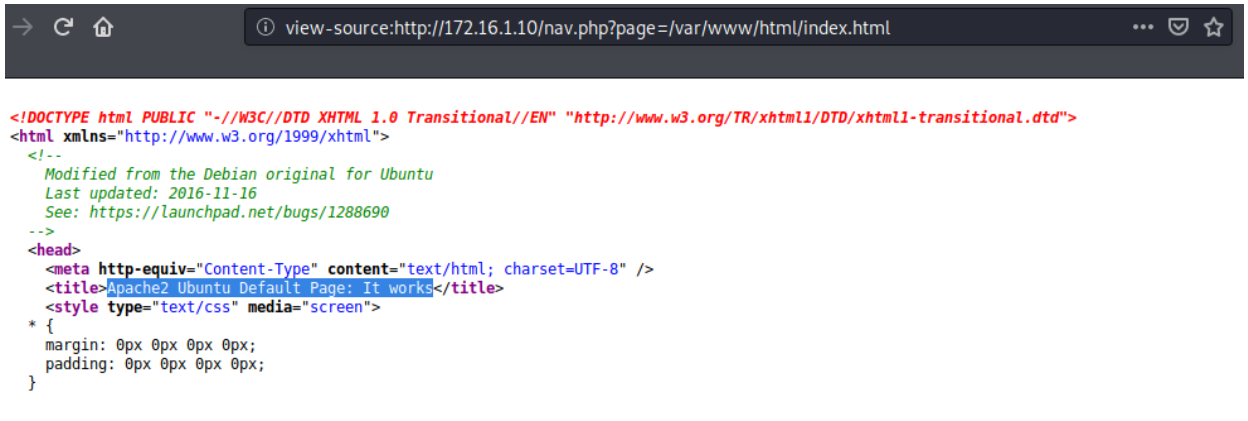 view-source:http://172.16.1.10/nav.php?page=/var/www/html/index.html
<!DOCTYPE html PUBLIC "-//W3C//DTD XHTML 1.0 Transitional//EN" "http://www.w3.org/TR/xhtml1/DTD/xhtml1-transitional.dtd">
<html xmlns="http://www.w3.org/1999/xhtml">
<!--
Modified from the Debian original for Ubuntu
Last updated: 2016-11-16
See: https://launchpad.net/bugs/1288690
-->
<head>
<meta http-equiv="Content-Type" content="text/html; charset=UTF-8" />
<title>Apache2 Ubuntu Default Page: It works</title>
<style type="text/css" media="screen">
* {
margin: 0px 0px 0px 0px;
padding: 0px 0px 0px 0px;
}